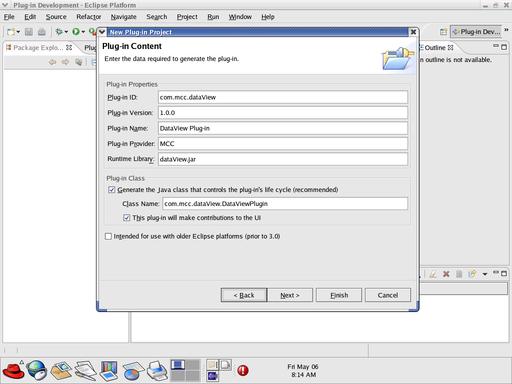 Plug-in Development - Eclipse Platform
File Edit Source Refactor Navigate Search Project Run Window Help
Plug-in Dev...
Package Explo...
Plug
Outline
n outline is not available.
New Plug-in Project
Plug-in Content
Enter the data required to generate the plug-in.
Plug-in Properties
Plug-in ID: com.mcc.dataView
Plug-in Version: 1.0.0
Plug-in Name: DataView Plug-in
Plug-in Provider: MCC
Runtime Library: dataView.jar
Plug-in Class
Generate the Java class that controls the plug-in's life cycle (recommended)
Class Name: com.mcc.dataView.DataViewPlugin
This plug-in will make contributions to the UI
Intended for use with older Eclipse platforms (prior to 3.0)
< Back Next > Finish Cancel
Fri May 06
8:14 AM